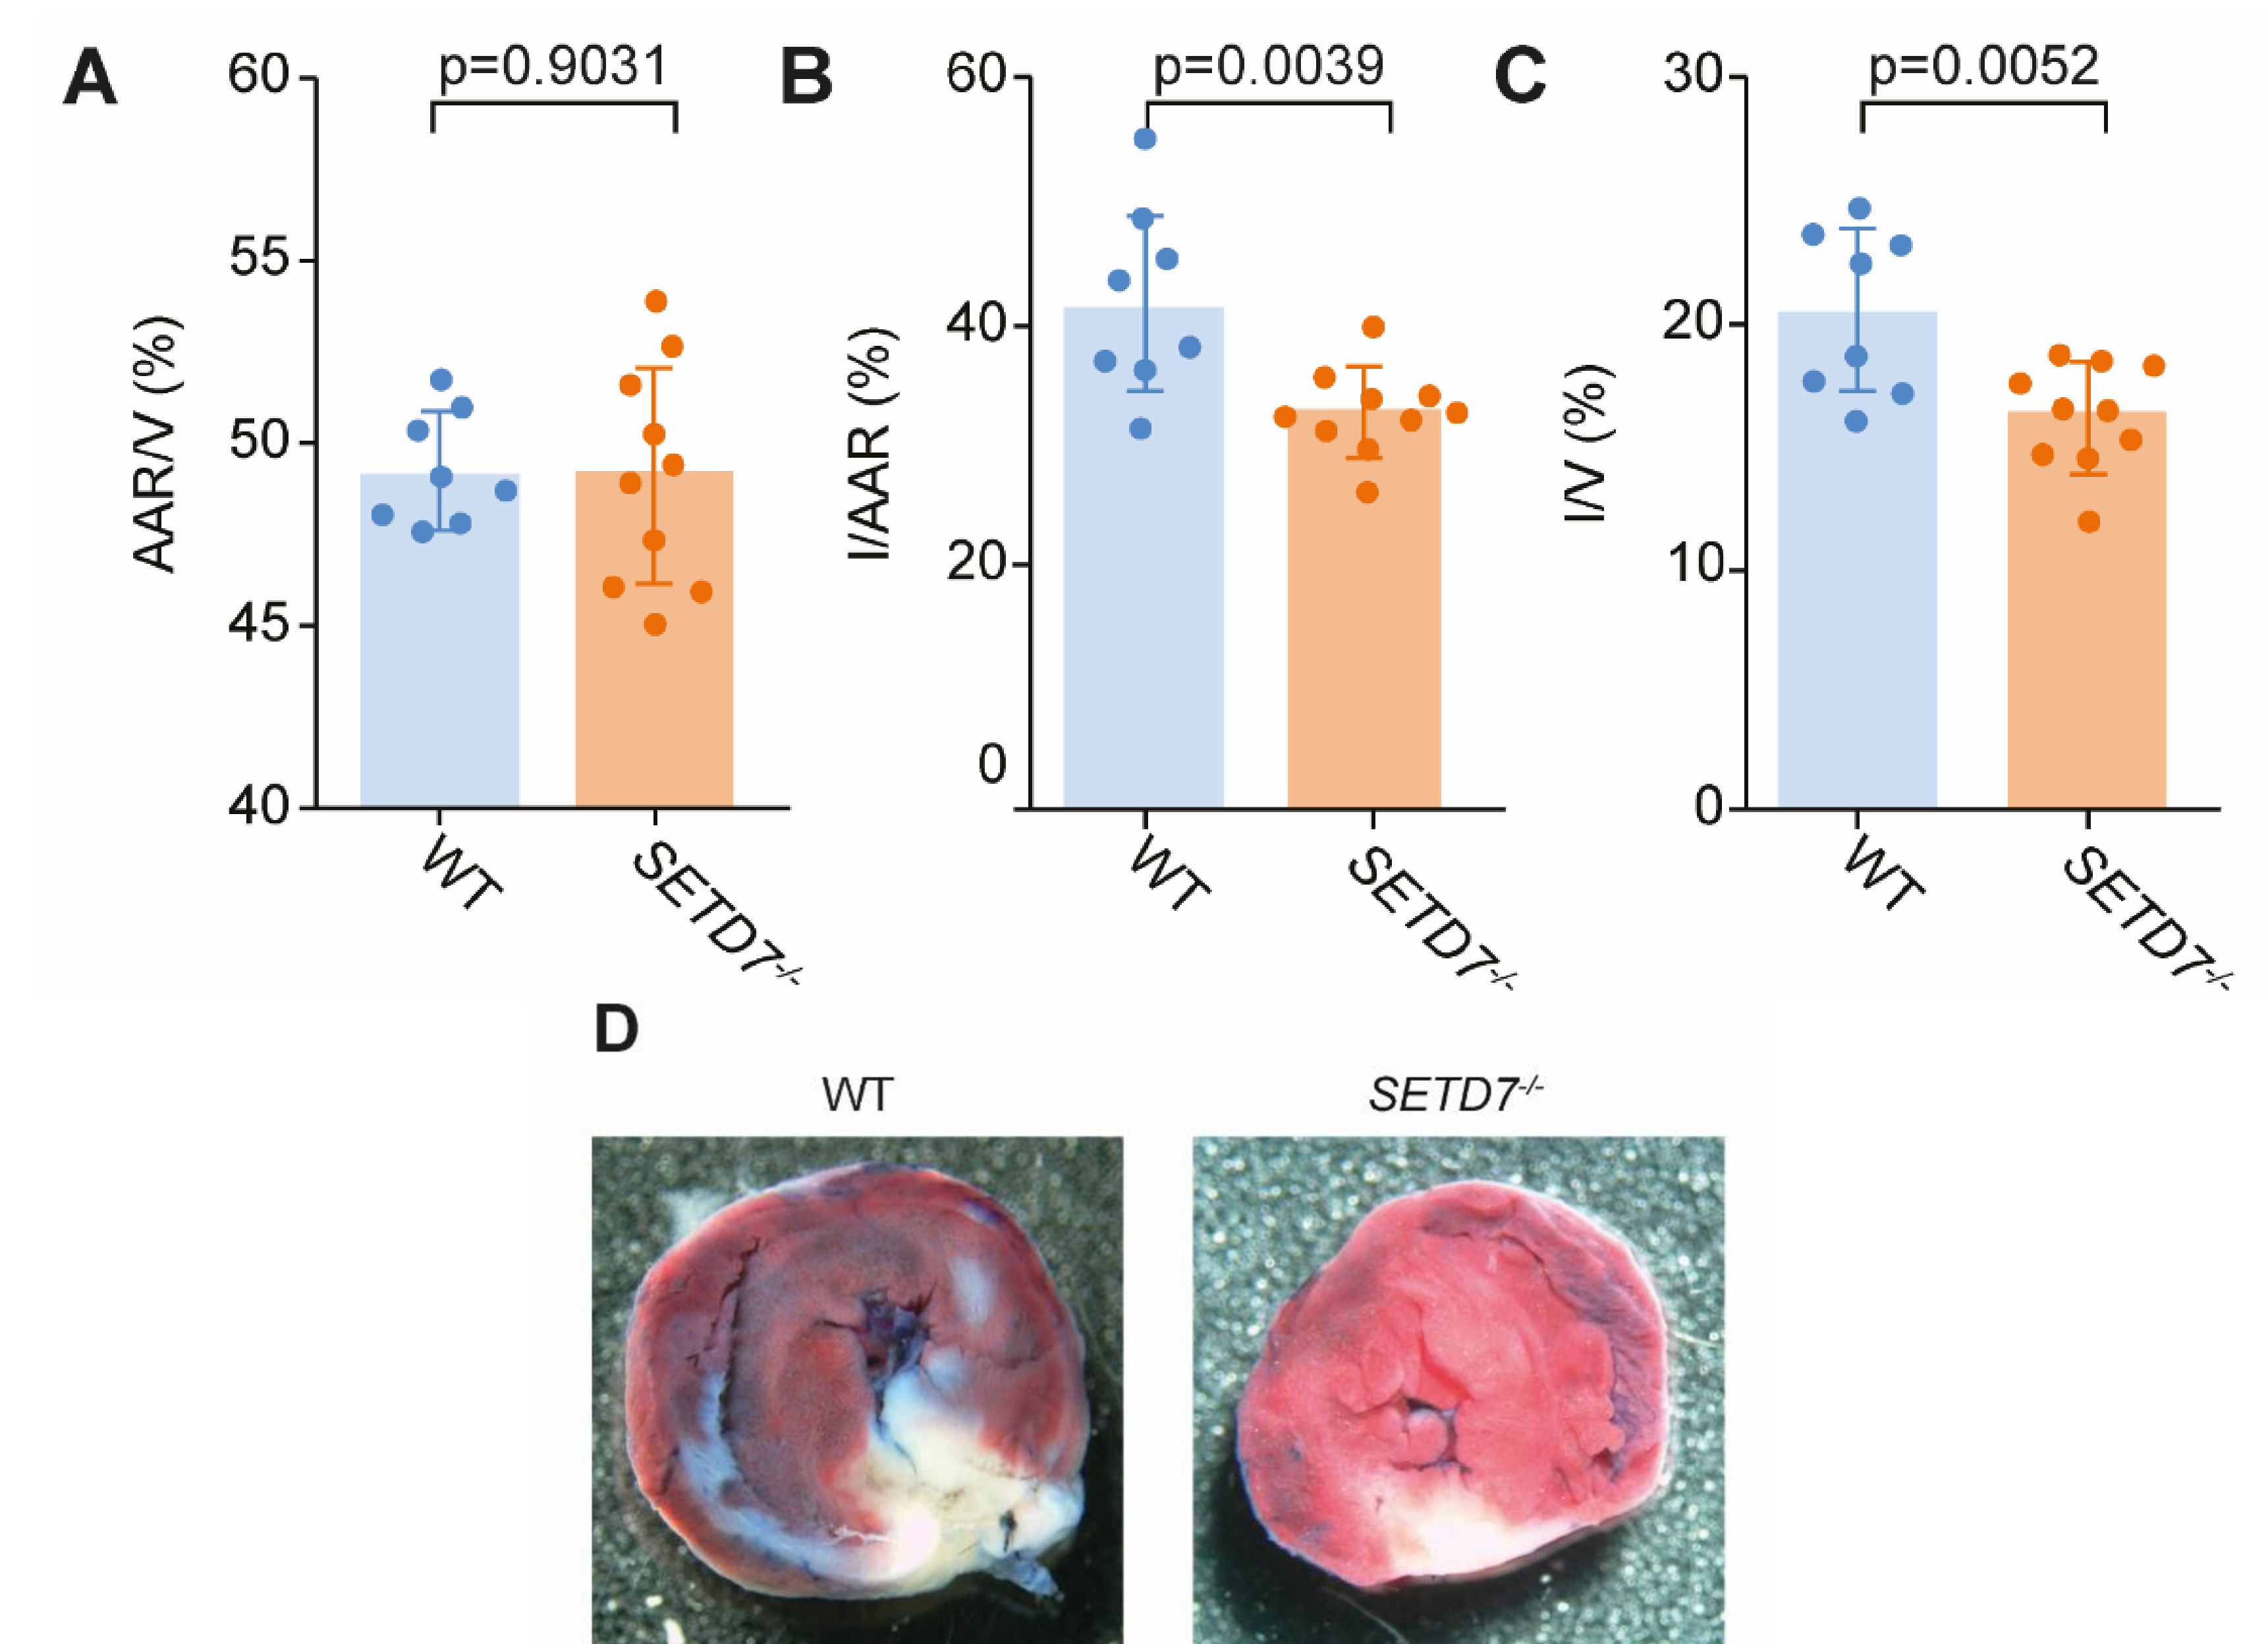 A
p=0.9031
60
55
50
45
40
AAR/V (%)
WT
SETD7-/-
B
p=0.0039
60
40
20
0
I/AAR (%)
WT
SETD7-/-
C
p=0.0052
30
20
10
0
I/V (%)
WT
SETD7-/-
D
WT
SETD7-/-